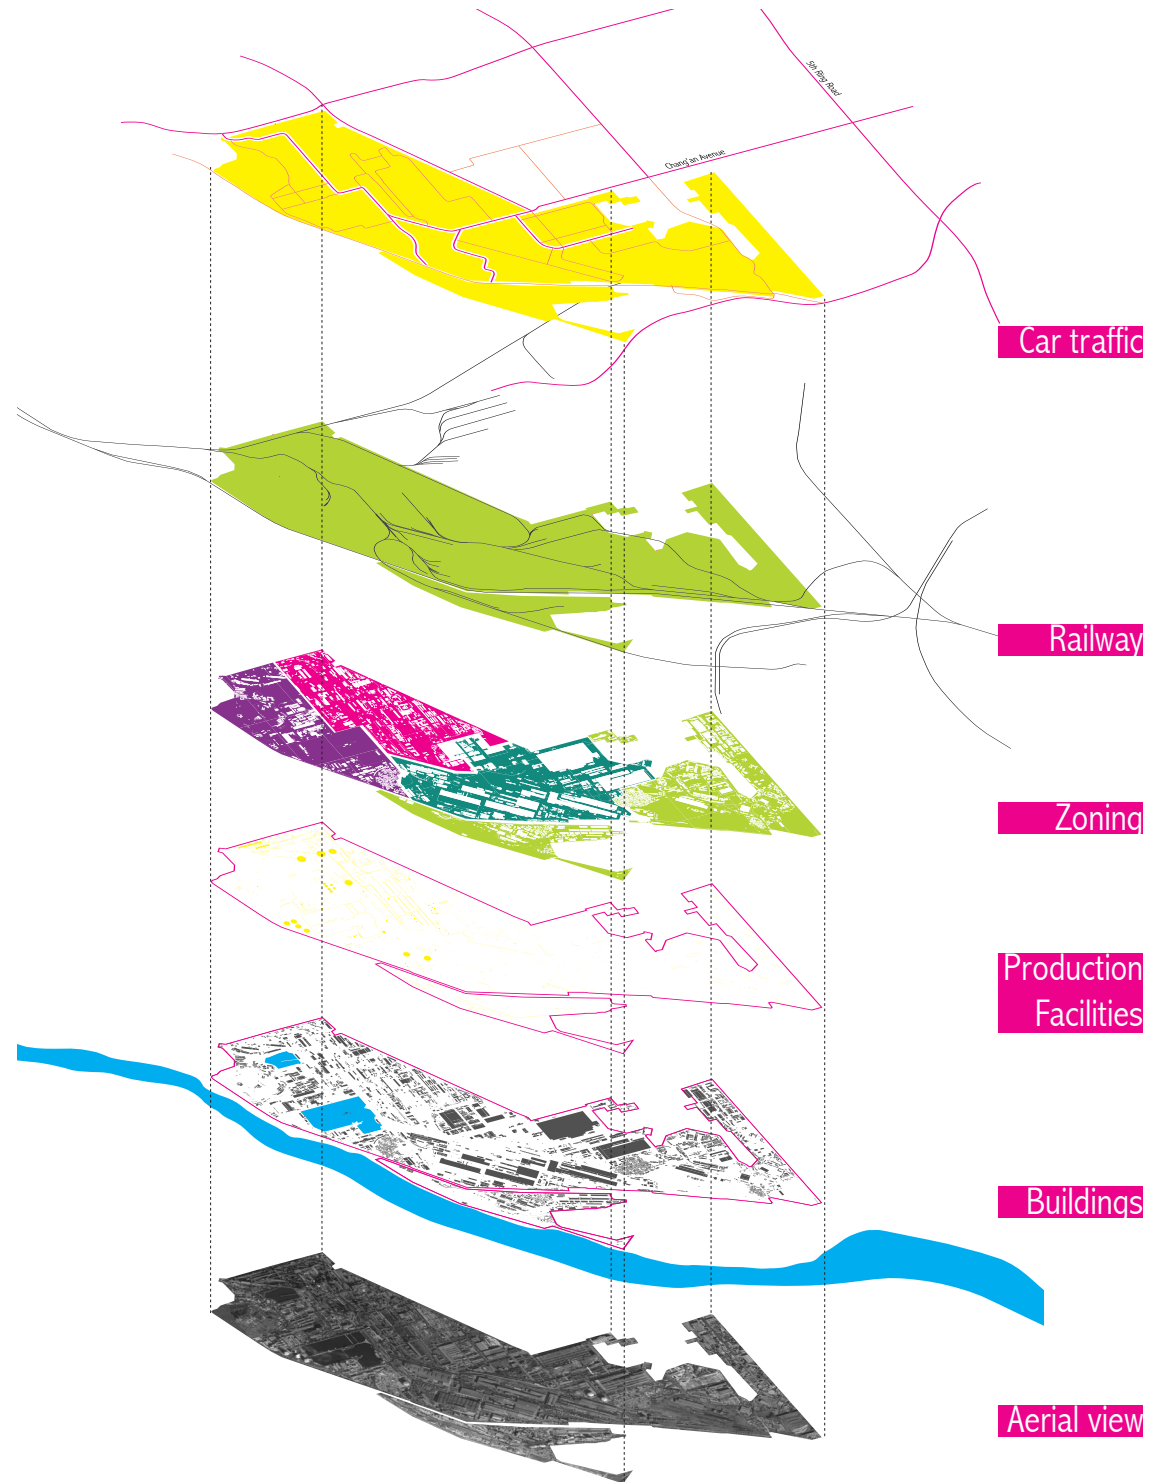 5th Ring Road
Chang'an Avenue
Car traffic
Railway
Zoning
Production
Facilities
Buildings
Aerial view